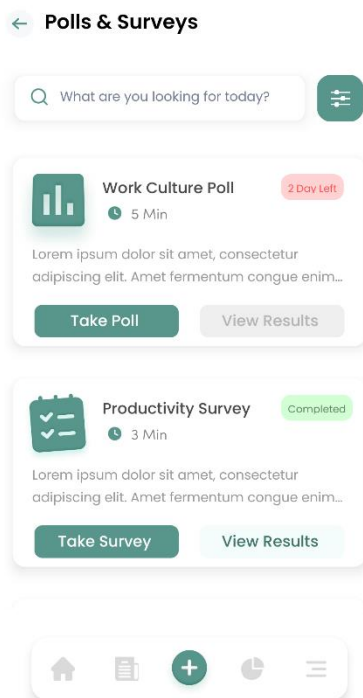 Polls & Surveys
What are you looking for today?
Work Culture Poll
2 Day Left
5 Min
Lorem ipsum dolor sit amet, consectetur
adipiscing elit. Amet fermentum congue enim...
Take Poll
View Results
Productivity Survey
Completed
3 Min
Lorem ipsum dolor sit amet, consectetur
adipiscing elit. Amet fermentum congue enim...
Take Survey
View Results